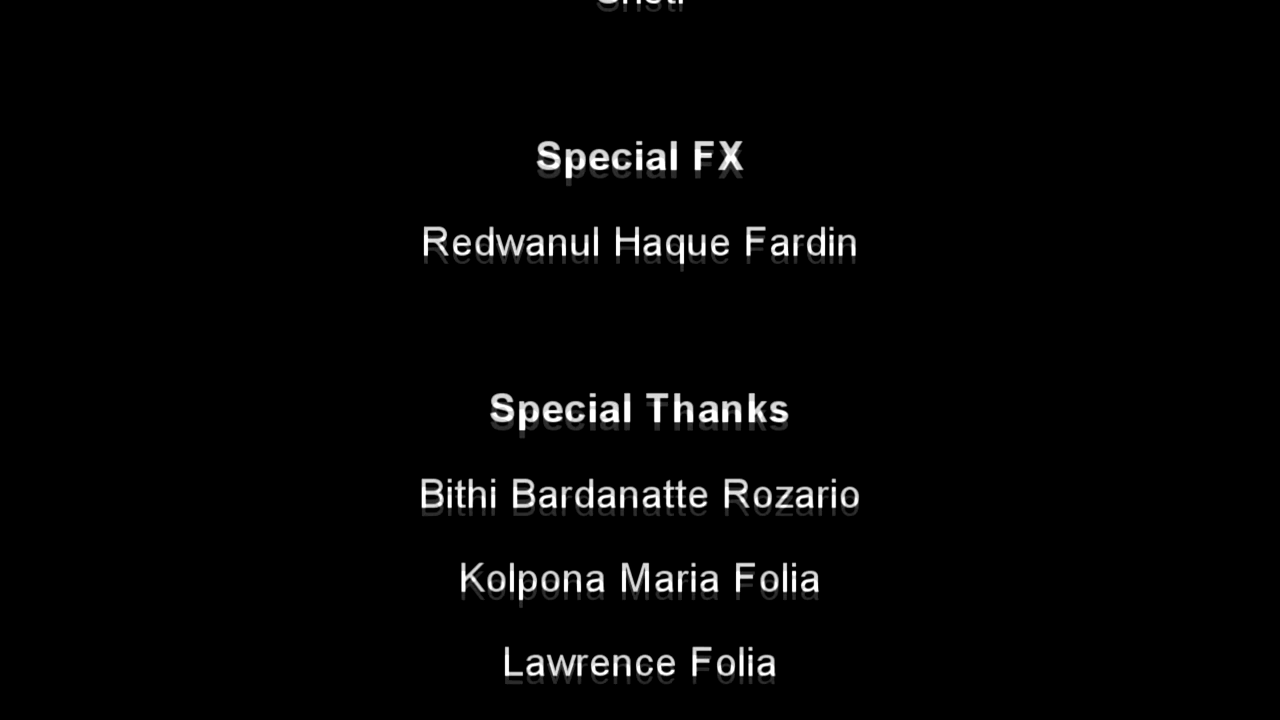 Special FX
Redwanul Haque Fardin
Special Thanks
Bithi Bardanatte Rozario
Kolpona Maria Folia
Lawrence Folia